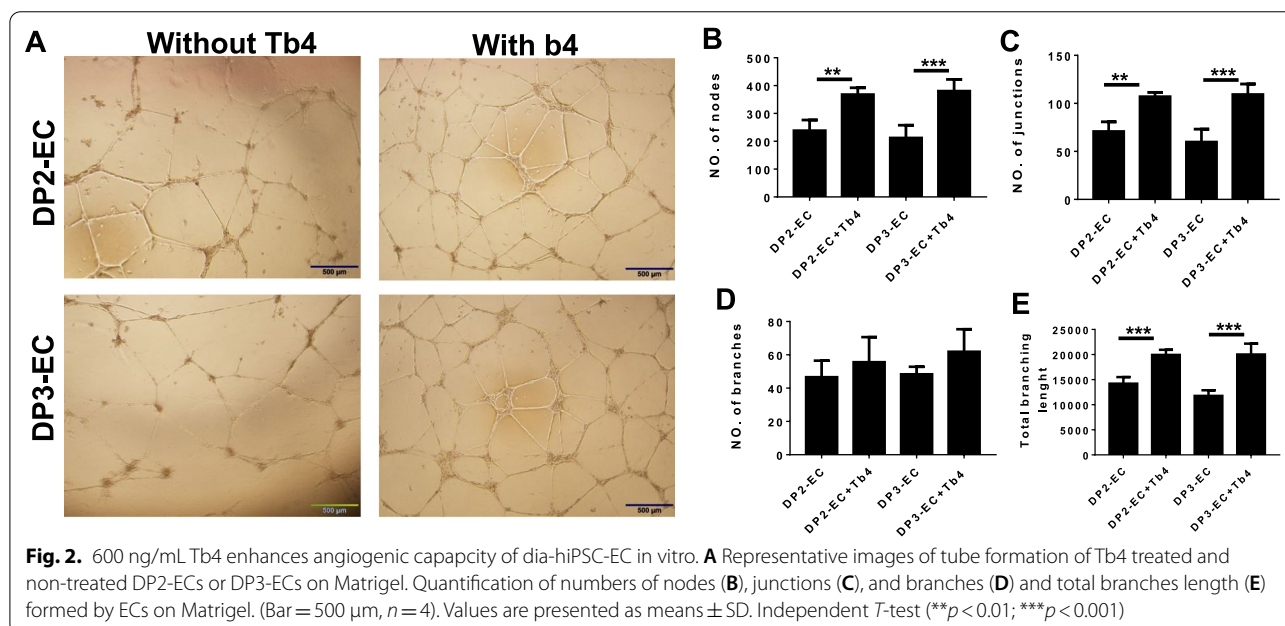 A
Without Tb4
With b4
DP2-EC
DP3-EC
500 µm
500 µm
500 µm
500 µm
B
NO. of nodes
500
400
300
200
100
0
**
***
DP2-EC
DP2-EC+Tb4
DP3-EC
DP3-EC+Tb4
C
NO. of junctions
150
100
50
0
**
***
DP2-EC
DP2-EC+Tb4
DP3-EC
DP3-EC+Tb4
D
NO. of branches
80
60
40
20
0
DP2-EC
DP2-EC+Tb4
DP3-EC
DP3-EC+Tb4
E
Total branching
lenght
25000
20000
15000
10000
5000
0
***
***
DP2-EC
DP2-EC+Tb4
DP3-EC
DP3-EC+Tb4
Fig. 2. 600 ng/mL Tb4 enhances angiogenic capapcity of dia-hiPSC-EC in vitro. A Representative images of tube formation of Tb4 treated and
non-treated DP2-ECs or DP3-ECs on Matrigel. Quantification of numbers of nodes (B), junctions (C), and branches (D) and total branches length (E)
formed by ECs on Matrigel. (Bar = 500 µm, n = 4). Values are presented as means ± SD. Independent T-test (**p < 0.01; ***p < 0.001)